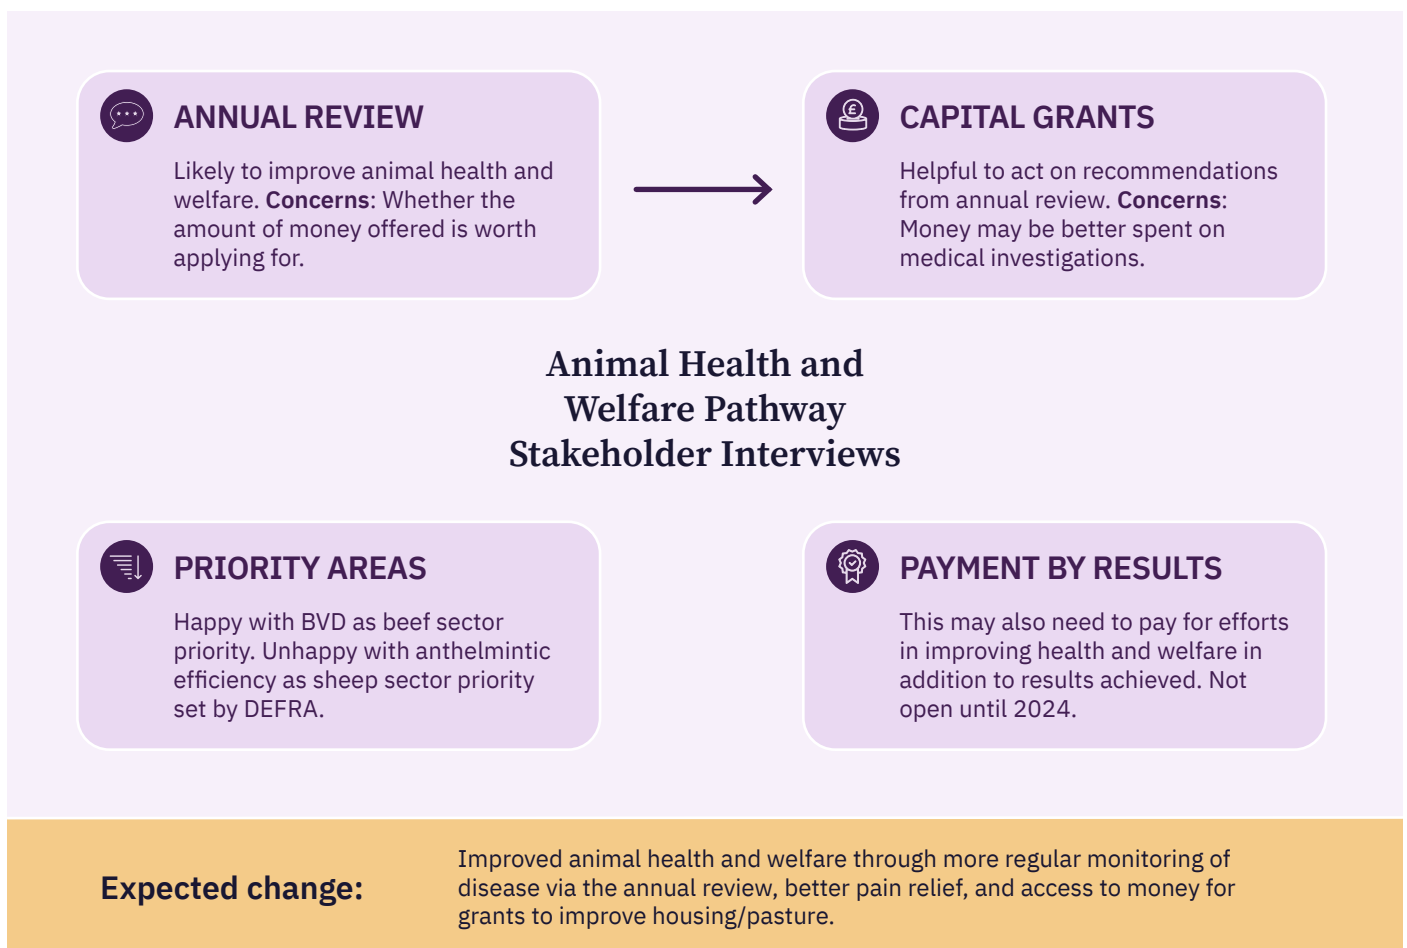 ANNUAL REVIEW
Likely to improve animal health and
welfare. Concerns: Whether the
amount of money offered is worth
applying for.
£
CAPITAL GRANTS
Helpful to act on recommendations
from annual review. Concerns:
Money may be better spent on
medical investigations.
Animal Health and
Welfare Pathway
Stakeholder Interviews
PRIORITY AREAS
Happy with BVD as beef sector
priority. Unhappy with anthelmintic
efficiency as sheep sector priority
set by DEFRA.
PAYMENT BY RESULTS
This may also need to pay for efforts
in improving health and welfare in
addition to results achieved. Not
open until 2024.
Expected change:
Improved animal health and welfare through more regular monitoring of
disease via the annual review, better pain relief, and access to money for
grants to improve housing/pasture.